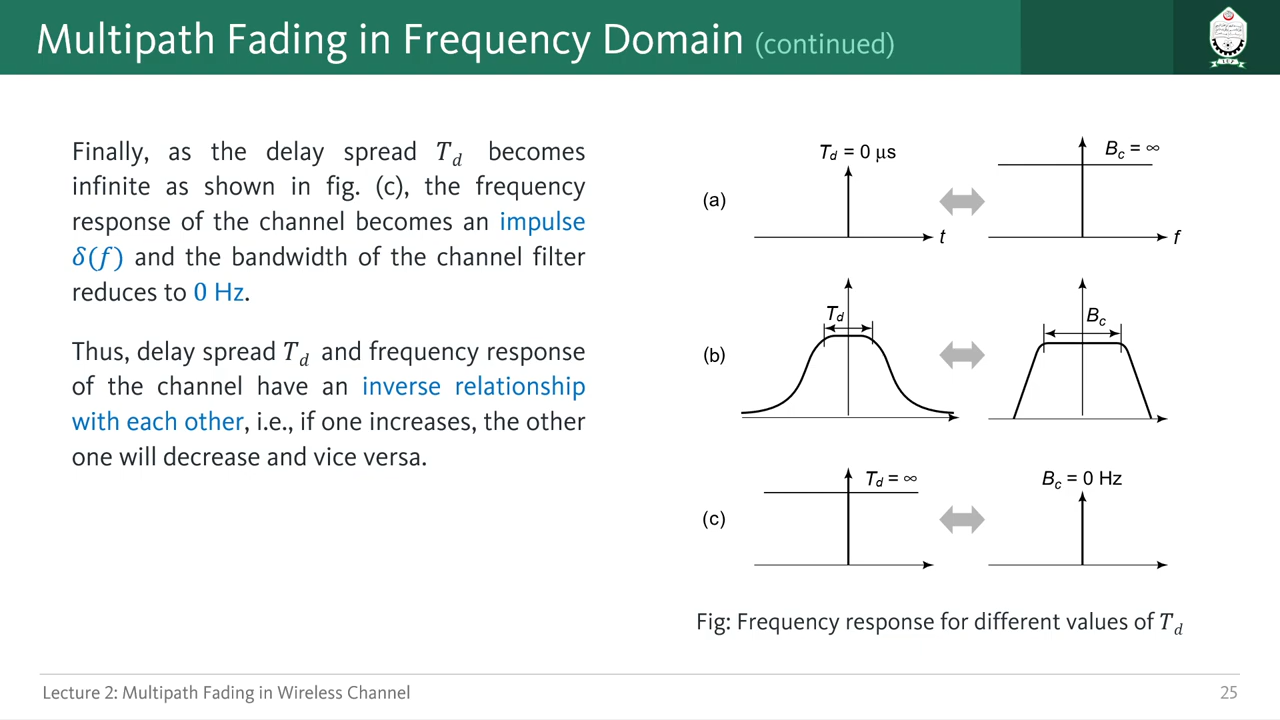 Multipath Fading in Frequency Domain (continued)
Finally, as the delay spread T_d becomes
infinite as shown in fig. (c), the frequency
response of the channel becomes an impulse
δ(f) and the bandwidth of the channel filter
reduces to 0 Hz.
Thus, delay spread T_d and frequency response
of the channel have an inverse relationship
with each other, i.e., if one increases, the other
one will decrease and vice versa.
(a)
T_d = 0 μs
t
B_c = ∞
f
(b)
T_d
B_c
(c)
T_d = ∞
B_c = 0 Hz
Fig: Frequency response for different values of T_d
Lecture 2: Multipath Fading in Wireless Channel
25